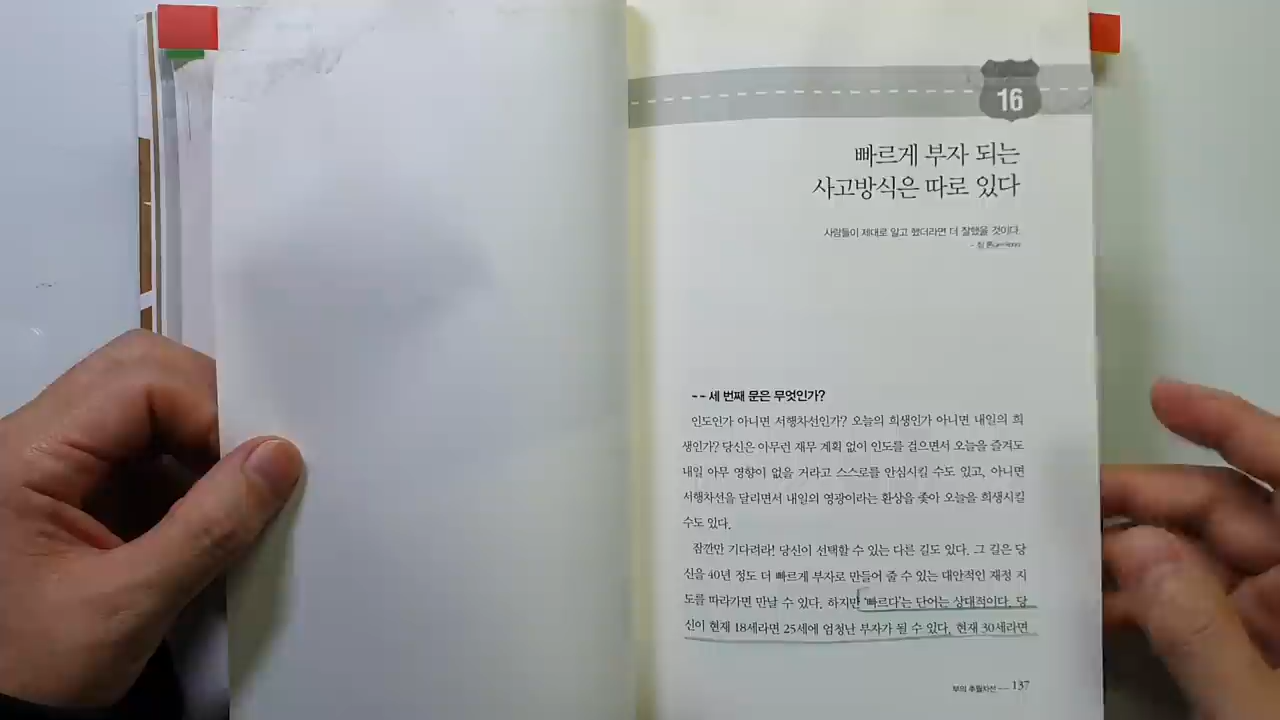 16
빠르게 부자 되는
사고방식은 따로 있다
사람들이 제대로 알고 했더라면 더 잘했을 것이다.
- 짐 론
-- 세 번째 문은 무엇인가?
인도인가 아니면 서행차선인가? 오늘의 희생인가 아니면 내일의 희
생인가? 당신은 아무런 재무 계획 없이 인도를 걸으면서 오늘을 즐겨도
내일 아무 영향이 없을 거라고 스스로를 안심시킬 수도 있고, 아니면
서행차선을 달리면서 내일의 영광이라는 환상을 좇아 오늘을 희생시킬
수도 있다.
잠깐만 기다려라! 당신이 선택할 수 있는 다른 길도 있다. 그 길은 당
신을 40년 정도 더 빠르게 부자로 만들어 줄 수 있는 대안적인 재정 지
도를 따라가면 만날 수 있다. 하지만 '빠르다'는 단어는 상대적이다. 당
신이 현재 18세라면 25세에 엄청난 부자가 될 수 있다. 현재 30세라면
부의 추월차선 — 137